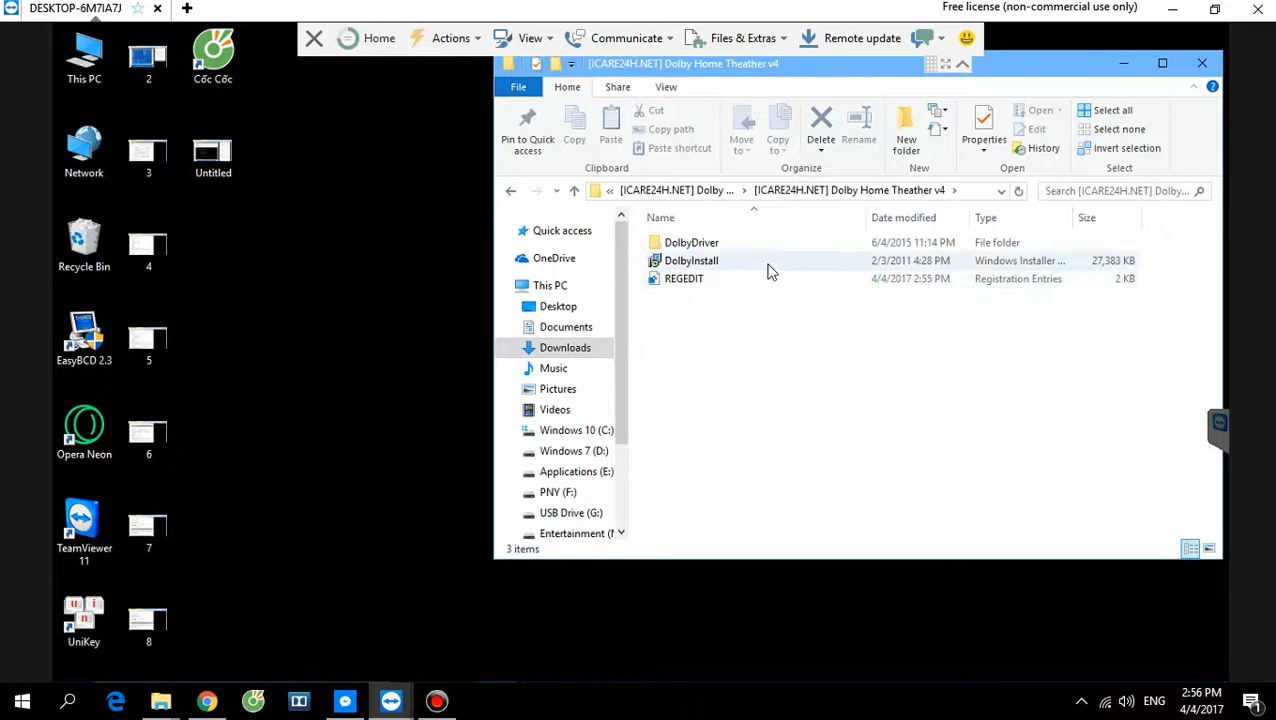 DESKTOP-6M7IA7J
Free license (non-commercial use only)
Home
Actions
View
Communicate
Files & Extras
Remote update
This PC
2
Cốc Cốc
Network
3
Untitled
Recycle Bin
4
EasyBCD 2.3
5
Opera Neon
6
TeamViewer
11
7
UniKey
8
[ICARE24H.NET] Dolby Home Theather v4
File
Home
Share
View
Pin to Quick
access
Copy
Paste
Cut
Copy path
Paste shortcut
Clipboard
Move
to
Copy
to
Delete
Rename
Organize
New
folder
New
Properties
Open
Edit
History
Open
Select all
Select none
Invert selection
Select
« [ICARE24H.NET] Dolby ... › [ICARE24H.NET] Dolby Home Theather v4 ›
Search [ICARE24H.NET] Dolby...
Name
Date modified
Type
Size
DolbyDriver 6/4/2015 11:14 PM File folder
DolbyInstall 2/3/2011 4:28 PM Windows Installer ... 27,383 KB
REGEDIT 4/4/2017 2:55 PM Registration Entries 2 KB
Quick access
OneDrive
This PC
Desktop
Documents
Downloads
Music
Pictures
Videos
Windows 10 (C:)
Windows 7 (D:)
Applications (E:)
PNY (F:)
USB Drive (G:)
Entertainment (
3 items
ENG
2:56 PM
4/4/2017
1